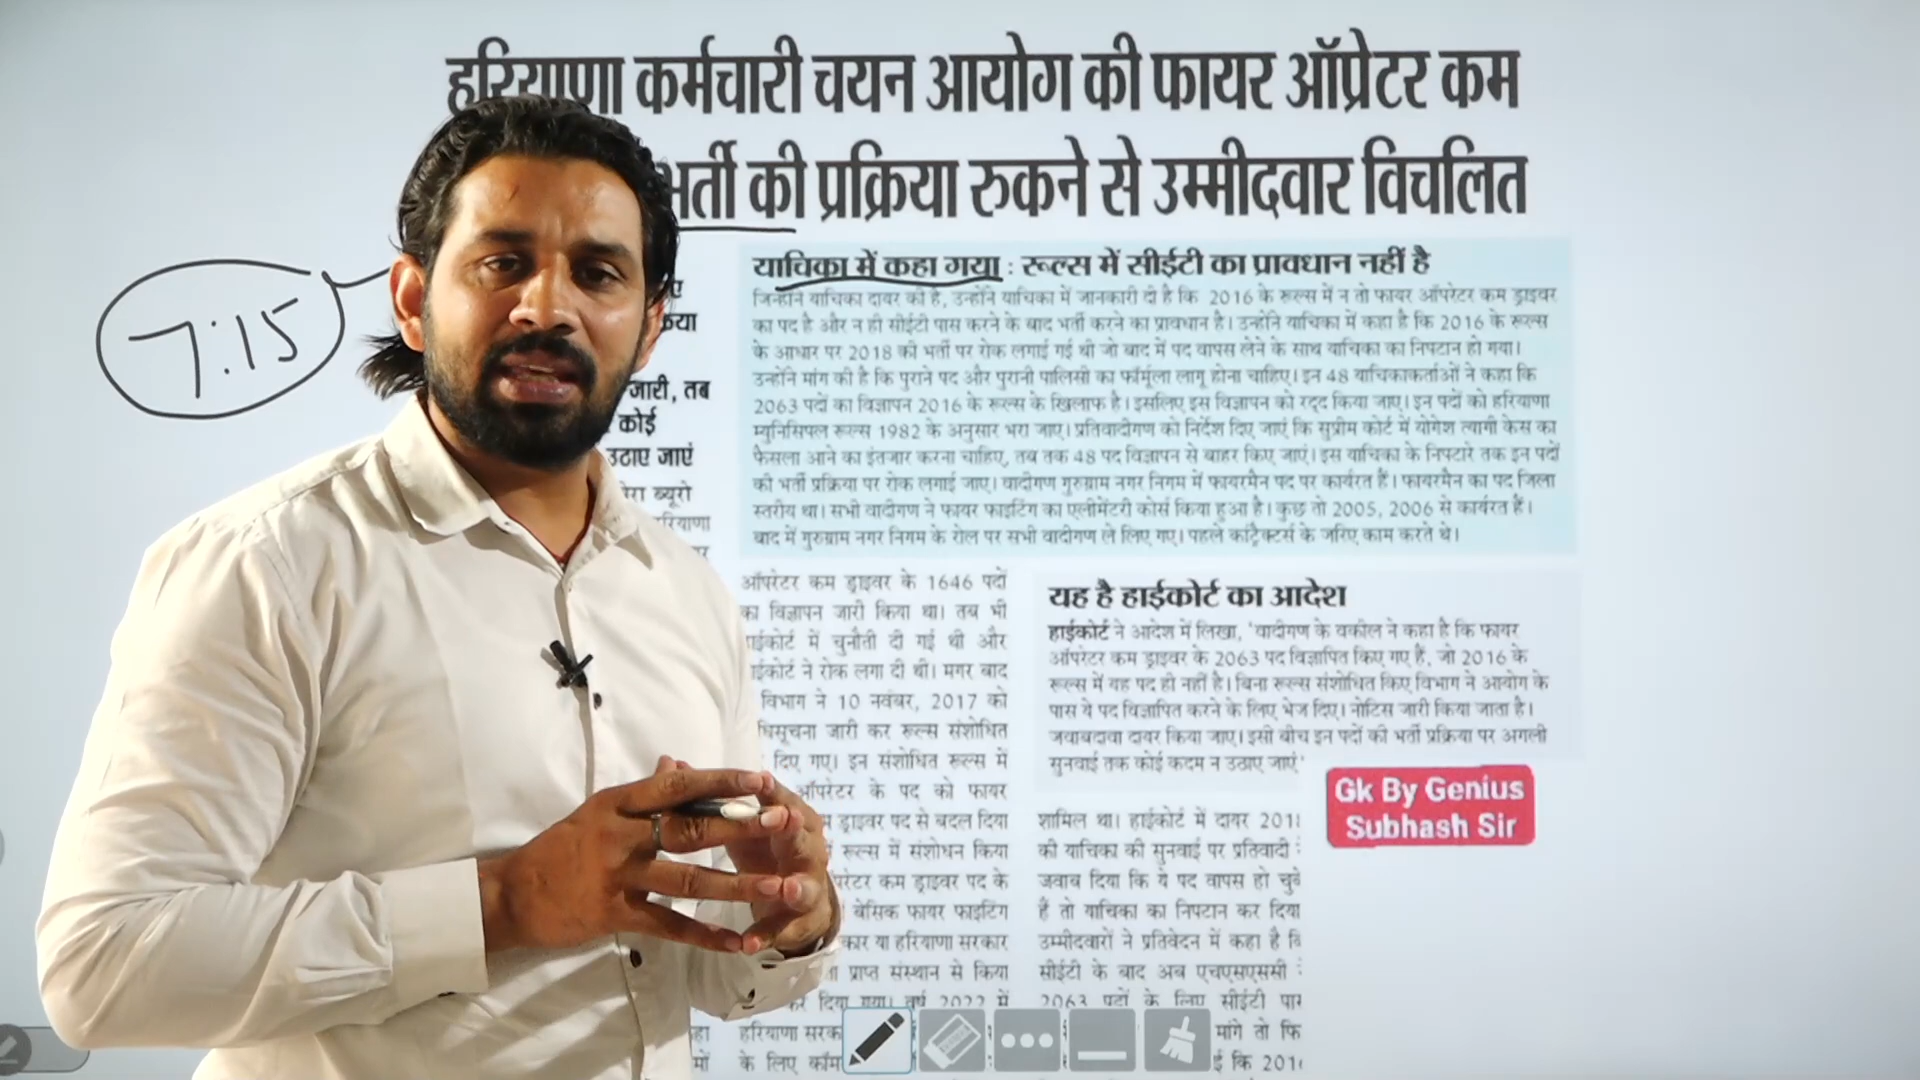 हरियाणा कर्मचारी चयन आयोग की फायर ऑप्रेटर कम
भर्ती की प्रक्रिया रुकने से उम्मीदवार विचलित
7:15
जारी, तब
कोई
उठाए जाएं
ब्यूरो
याचिका में कहा गया : रूल्स में सीईटी का प्रावधान नहीं है
जिन्होंने याचिका दायर की है, उन्होंने याचिका में जानकारी दी है कि 2016 के रूल्स में न तो फायर ऑपरेटर कम ड्राइवर
का पद है और न ही सीईटी पास करने के बाद भर्ती करने का प्रावधान है। उन्होंने याचिका में कहा है कि 2016 के रूल्स
के आधार पर 2018 की भर्ती पर रोक लगाई गई थी जो बाद में पद वापस लेने के साथ याचिका का निपटान हो गया।
उन्होंने मांग की है कि पुराने पद और पुरानी पालिसी का फॉर्मूला लागू होना चाहिए। इन 48 याचिकाकर्ताओं ने कहा कि
2063 पदों का विज्ञापन 2016 के रूल्स के खिलाफ है। इसलिए इस विज्ञापन को रद्द किया जाए। इन पदों को हरियाणा
म्युनिसिपल रूल्स 1982 के अनुसार भरा जाए। प्रतिवादीगण को निर्देश दिए जाएं कि सुप्रीम कोर्ट में योगेश त्यागी केस का
फैसला आने का इंतजार करना चाहिए, तब तक 48 पद विज्ञापन से बाहर किए जाएं। इस याचिका के निपटारे तक इन पदों
की भर्ती प्रक्रिया पर रोक लगाई जाए। वादीगण गुरुग्राम नगर निगम में फायरमैन पद पर कार्यरत हैं। फायरमैन का पद जिला
स्तरीय था। सभी वादीगण ने फायर फाइटिंग का एलीमेंटरी कोर्स किया हुआ है। कुछ तो 2005, 2006 से कार्यरत हैं।
बाद में गुरुग्राम नगर निगम के रोल पर सभी वादीगण ले लिए गए। पहले कांट्रैक्टर्स के जरिए काम करते थे।
ऑपरेटर कम ड्राइवर के 1646 पदों
का विज्ञापन जारी किया था। तब भी
में चुनौती दी गई थी और
ने रोक लगा दी थी। मगर बाद
विभाग ने 10 नवंबर, 2017 को
जारी कर रूल्स संशोधित
दिए गए। इन संशोधित रूल्स में
ऑपरेटर के पद को फायर
ड्राइवर पद से बदल दिया
रूल्स में संशोधन किया
कम ड्राइवर पद के
बेसिक फायर फाइटिंग
या हरियाणा सरकार
प्राप्त संस्थान से किया
दिया गया। वर्ष 2022 में
हरियाणा
के लिए
यह है हाईकोर्ट का आदेश
हाईकोर्ट ने आदेश में लिखा, 'वादीगण के वकील ने कहा है कि फायर
ऑपरेटर कम ड्राइवर के 2063 पद विज्ञापित किए गए हैं, जो 2016 के
रूल्स में यह पद ही नहीं है। बिना रूल्स संशोधित किए विभाग ने आयोग के
पास ये पद विज्ञापित करने के लिए भेज दिए। नोटिस जारी किया जाता है।
जवाबदावा दायर किया जाए। इसी बीच इन पदों की भर्ती प्रक्रिया पर अगली
सुनवाई तक कोई कदम न उठाए जाएं'
Gk By Genius
Subhash Sir
शामिल था। हाईकोर्ट में दायर
की याचिका की सुनवाई पर प्रतिवादी
जवाब दिया कि ये पद वापस हो चुके
हैं तो याचिका का निपटान कर दिया
उम्मीदवारों ने प्रतिवेदन में कहा है
सीईटी के बाद अब एचएसएससी
2063 पदों के लिए सीईटी
मांगे तो
कि